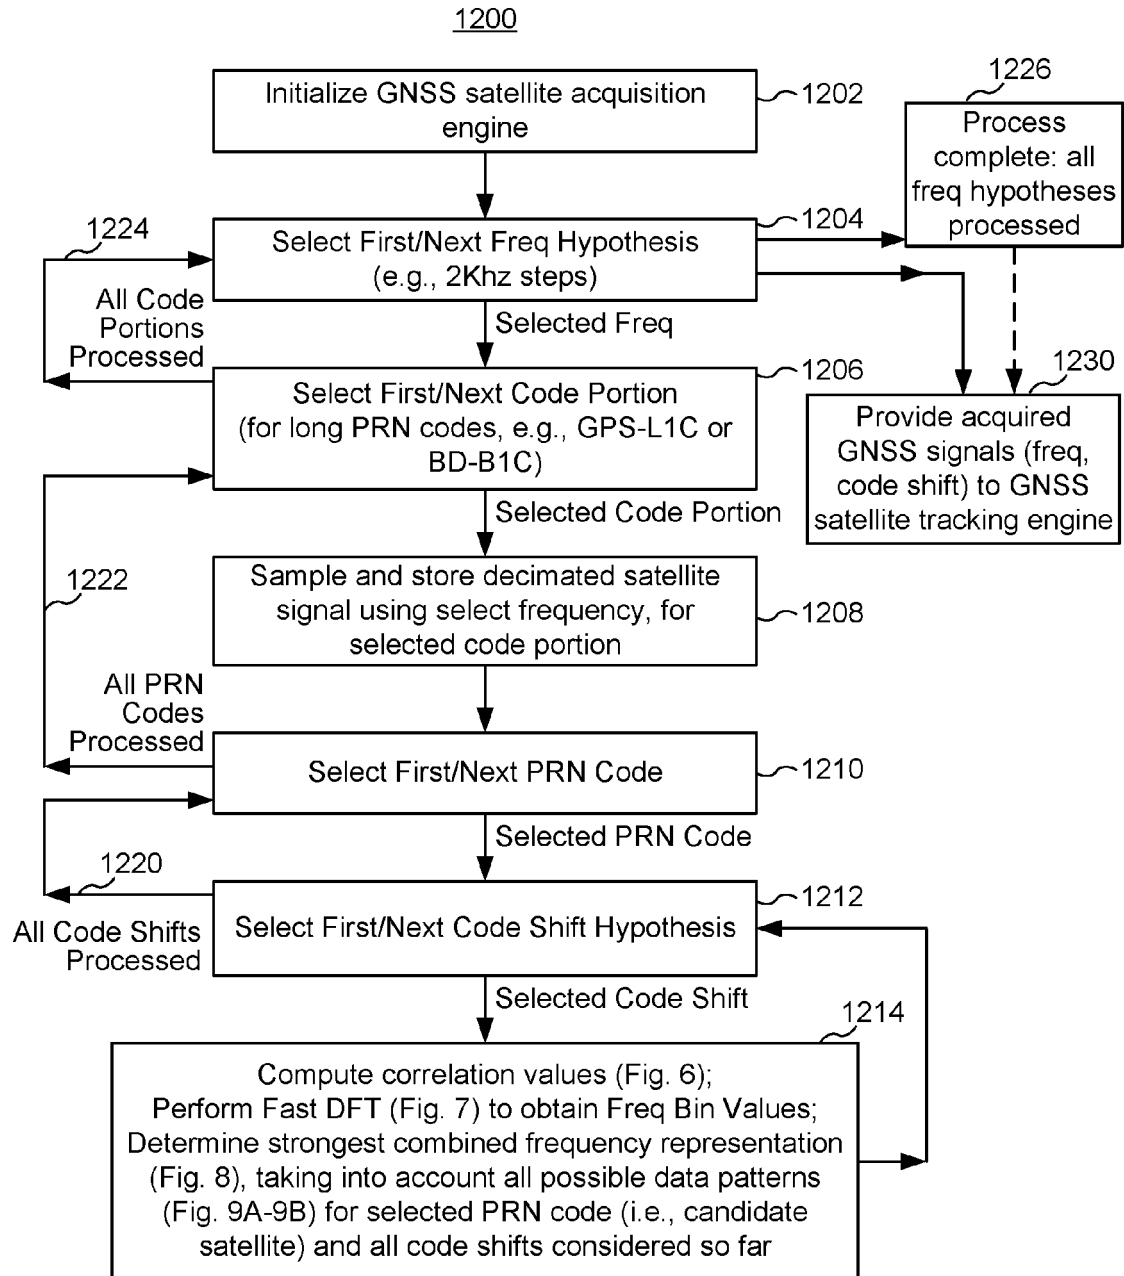 1200
Initialize GNSS satellite acquisition
engine
1202
1226
Process
complete: all
freq hypotheses
processed
1224
1204
Select First/Next Freq Hypothesis
(e.g., 2Khz steps)
All Code
Portions
Processed
Selected Freq
1206
Select First/Next Code Portion
(for long PRN codes, e.g., GPS-L1C or
BD-B1C)
1230
Provide acquired
GNSS signals (freq,
code shift) to GNSS
satellite tracking engine
Selected Code Portion
1222
Sample and store decimated satellite
signal using select frequency, for
selected code portion
1208
All PRN
Codes
Processed
Select First/Next PRN Code
1210
Selected PRN Code
1220
1212
Select First/Next Code Shift Hypothesis
All Code Shifts
Processed
Selected Code Shift
1214
Compute correlation values (Fig. 6);
Perform Fast DFT (Fig. 7) to obtain Freq Bin Values;
Determine strongest combined frequency representation
(Fig. 8), taking into account all possible data patterns
(Fig. 9A-9B) for selected PRN code (i.e., candidate
satellite) and all code shifts considered so far